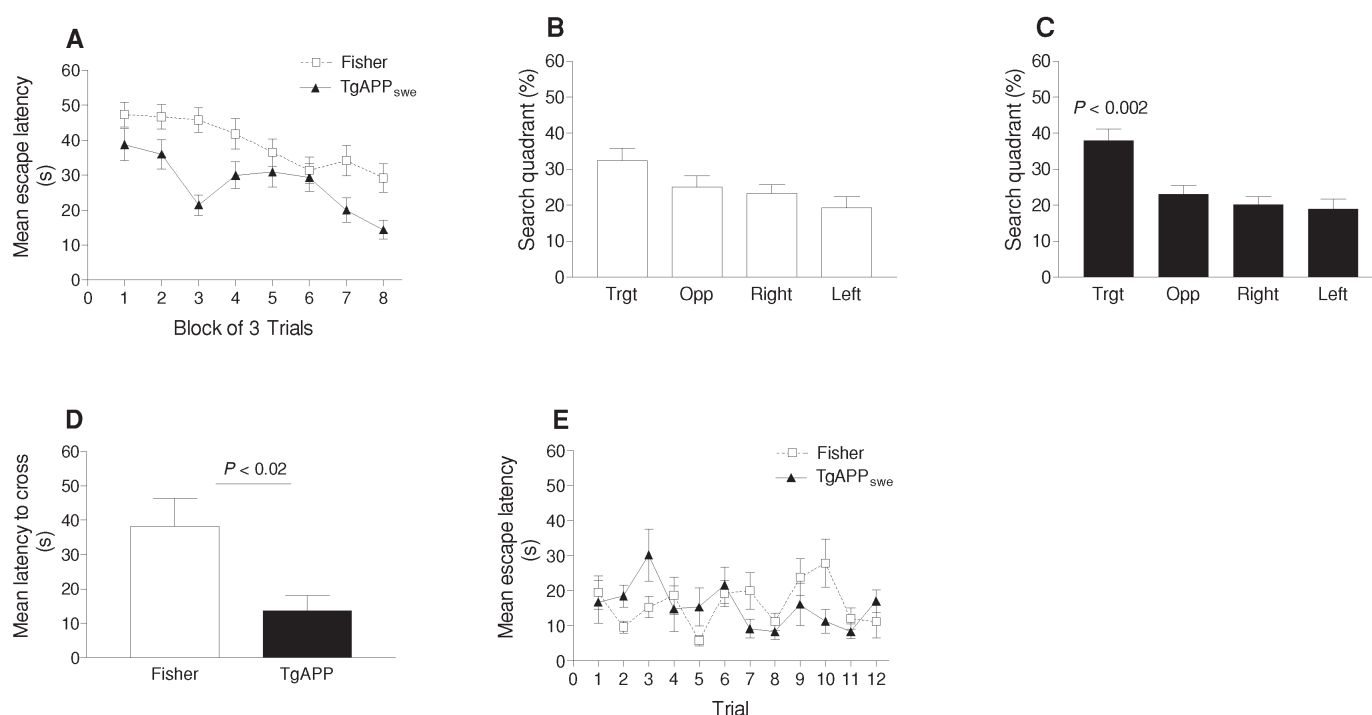 A
Fisher
TgAPPswe
Mean escape latency
(s)
60
50
40
30
20
10
0
0 1 2 3 4 5 6 7 8
Block of 3 Trials
B
Search quadrant (%)
60
50
40
30
20
10
0
Trgt Opp Right Left
C
Search quadrant (%)
60
50
40
30
20
10
0
P < 0.002
Trgt Opp Right Left
D
Mean latency to cross
(s)
60
50
40
30
20
10
0
P < 0.02
Fisher TgAPP
E
Fisher
TgAPPswe
Mean escape latency
(s)
60
50
40
30
20
10
0
0 1 2 3 4 5 6 7 8 9 10 11 12
Trial